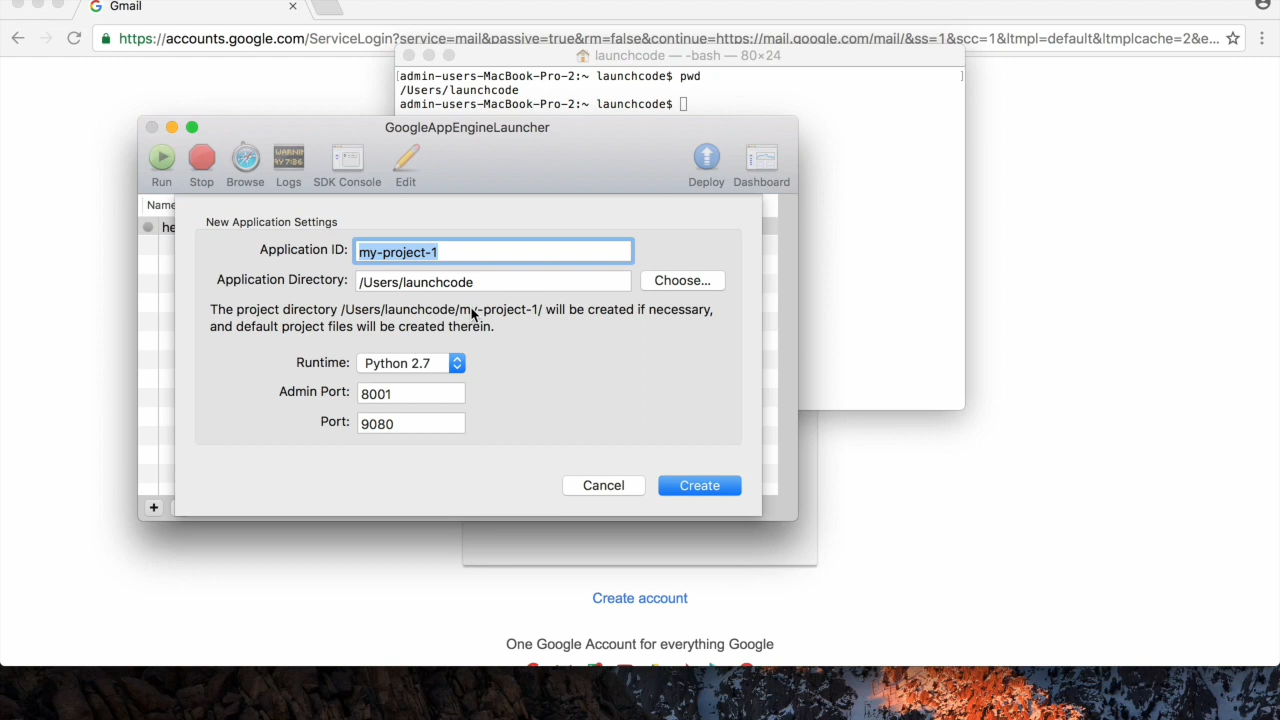 Gmail
https://accounts.google.com/ServiceLogin?service=mail&passive=true&rm=false&continue=https://mail.google.com/mail/&ss=1&scc=1&ltmpl=default&ltmplcache=2&e...
launchcode — -bash — 80×24
[admin-users-MacBook-Pro-2:~ launchcode$ pwd ]
/Users/launchcode
admin-users-MacBook-Pro-2:~ launchcode$
GoogleAppEngineLauncher
WARNIN
Run Stop Browse Logs SDK Console Edit Deploy Dashboard
Name
he
New Application Settings
Application ID: my-project-1
Application Directory: /Users/launchcode Choose...
The project directory /Users/launchcode/my-project-1/ will be created if necessary,
and default project files will be created therein.
Runtime: Python 2.7
Admin Port: 8001
Port: 9080
Cancel Create
+
Create account
One Google Account for everything Google